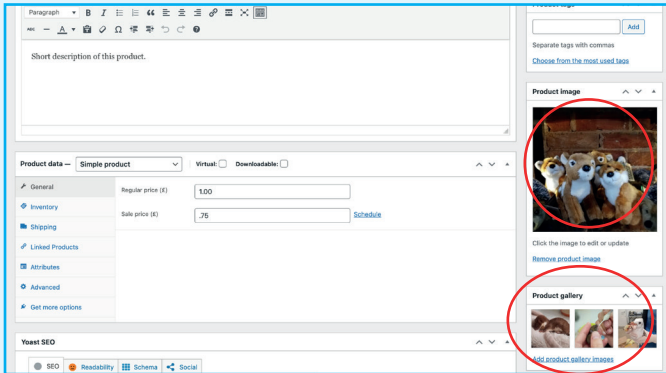 Paragraph
B I
ABC A Ω
Short description of this product.
Product data — Simple product Virtual: Downloadable:
General
Inventory
Shipping
Linked Products
Attributes
Advanced
Get more options
Regular price (£) 1.00
Sale price (£) .75 Schedule
Yoast SEO
SEO Readability Schema Social
Product tags
Add
Separate tags with commas
Choose from the most used tags
Product image
Click the image to edit or update
Remove product image
Product gallery
Add product gallery images